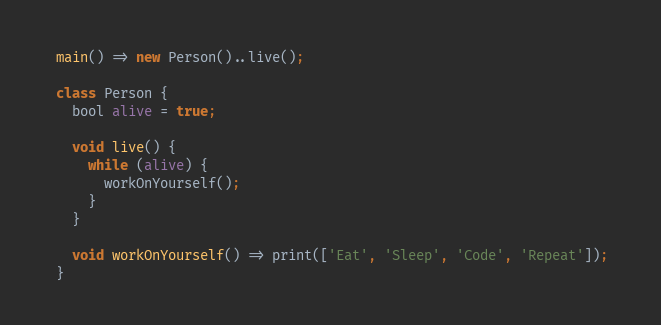 main() => new Person()..live();
class Person {
  bool alive = true;
  void live() {
    while (alive) {
      workOnYourself();
    }
  }
  void workOnYourself() => print(['Eat', 'Sleep', 'Code', 'Repeat']);
}